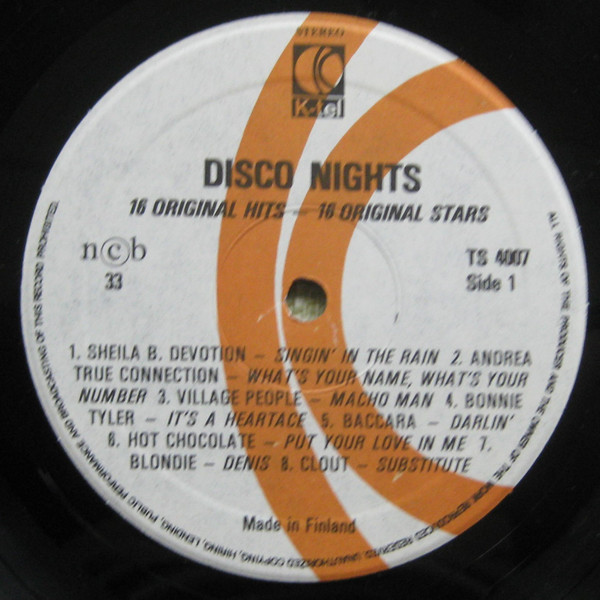 STEREO
K-tel
DISCO NIGHTS
16 ORIGINAL HITS – 16 ORIGINAL STARS
n©b
33
TS 4007
Side 1
1. SHEILA B. DEVOTION – SINGIN' IN THE RAIN 2. ANDREA
TRUE CONNECTION – WHAT'S YOUR NAME, WHAT'S YOUR
NUMBER 3. VILLAGE PEOPLE – MACHO MAN 4. BONNIE
TYLER – IT'S A HEARTACE 5. BACCARA – DARLIN'
6. HOT CHOCOLATE – PUT YOUR LOVE IN ME 7.
BLONDIE – DENIS 8. CLOUT – SUBSTITUTE
Made in Finland
ALL RIGHTS OF THE PRODUCER AND THE OWNER OF THE WORK REPRODUCED RESERVED. UNAUTHORIZED COPYING, HIRING, LENDING, PUBLIC PERFORMANCE AND BROADCASTING OF THIS RECORD PROHIBITED.